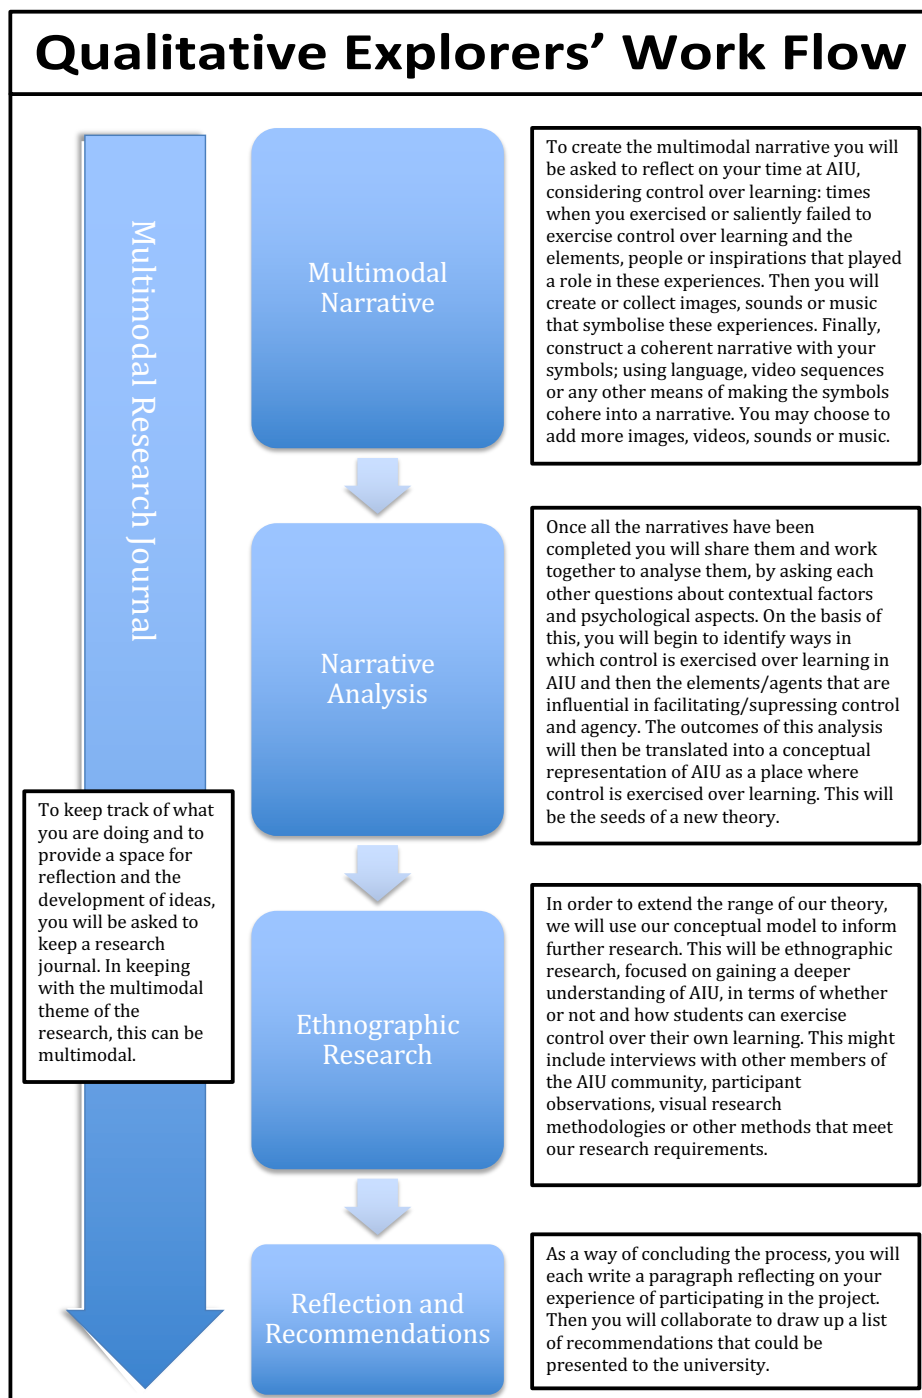 Qualitative Explorers’ Work Flow
Multimodal Research Journal
To keep track of what
you are doing and to
provide a space for
reflection and the
development of ideas,
you will be asked to
keep a research
journal. In keeping
with the multimodal
theme of the
research, this can be
multimodal.
Multimodal
Narrative
To create the multimodal narrative you will
be asked to reflect on your time at AIU,
considering control over learning: times
when you exercised or saliently failed to
exercise control over learning and the
elements, people or inspirations that played
a role in these experiences. Then you will
create or collect images, sounds or music
that symbolise these experiences. Finally,
construct a coherent narrative with your
symbols; using language, video sequences
or any other means of making the symbols
cohere into a narrative. You may choose to
add more images, videos, sounds or music.
Narrative
Analysis
Once all the narratives have been
completed you will share them and work
together to analyse them, by asking each
other questions about contextual factors
and psychological aspects. On the basis of
this, you will begin to identify ways in
which control is exercised over learning in
AIU and then the elements/agents that are
influential in facilitating/supressing control
and agency. The outcomes of this analysis
will then be translated into a conceptual
representation of AIU as a place where
control is exercised over learning. This will
be the seeds of a new theory.
Ethnographic
Research
In order to extend the range of our theory,
we will use our conceptual model to inform
further research. This will be ethnographic
research, focused on gaining a deeper
understanding of AIU, in terms of whether
or not and how students can exercise
control over their own learning. This might
include interviews with other members of
the AIU community, participant
observations, visual research
methodologies or other methods that meet
our research requirements.
Reflection and
Recommendations
As a way of concluding the process, you will
each write a paragraph reflecting on your
experience of participating in the project.
Then you will collaborate to draw up a list
of recommendations that could be
presented to the university.